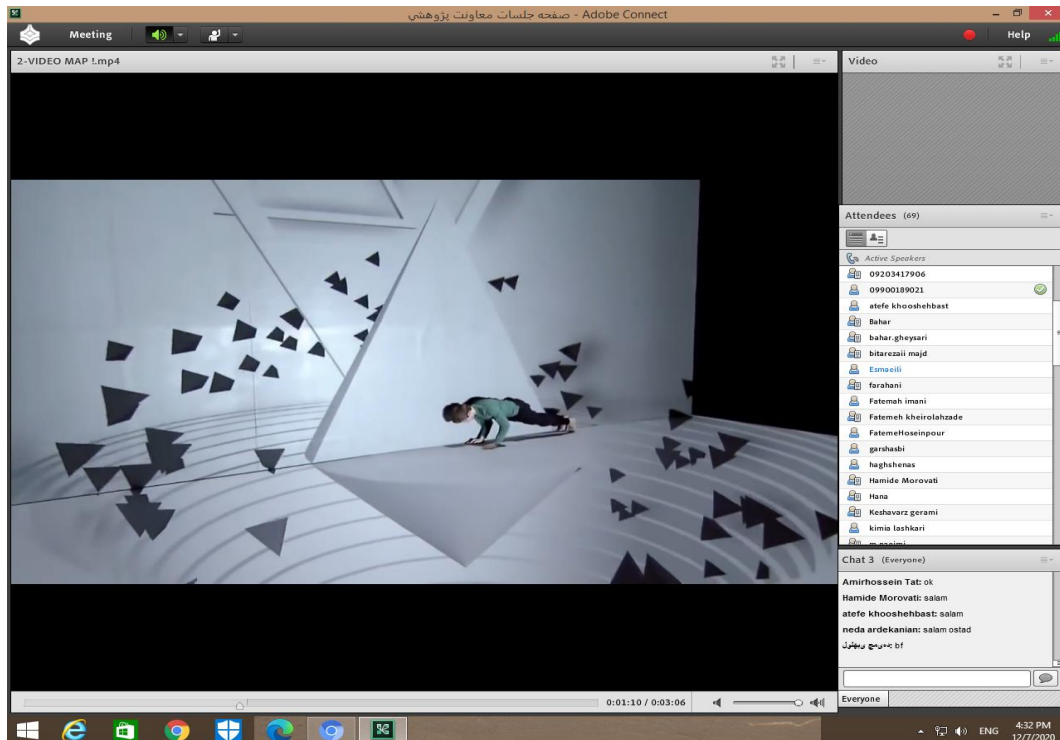 صفحه جلسات معاونت پژوهشي - Adobe Connect
Meeting
Help
2-VIDEO MAP !.mp4
Video
Attendees (69)
Active Speakers
09203417906
09900189021
atefe khooshehbast
Bahar
bahar.gheysari
bitarezaii majd
Esmaeili
farahani
Fatemah imani
Fatemeh kheirolahzade
FatemeHoseinpour
garshasbi
haghshenas
Hamide Morovati
Hana
Keshavarz gerami
kimia lashkari
Chat 3 (Everyone)
Amirhossein Tat: ok
Hamide Morovati: salam
atefe khooshehbast: salam
neda ardekanian: salam ostad
bf
Everyone
0:01:10 / 0:03:06
ENG
4:32 PM
12/7/2020